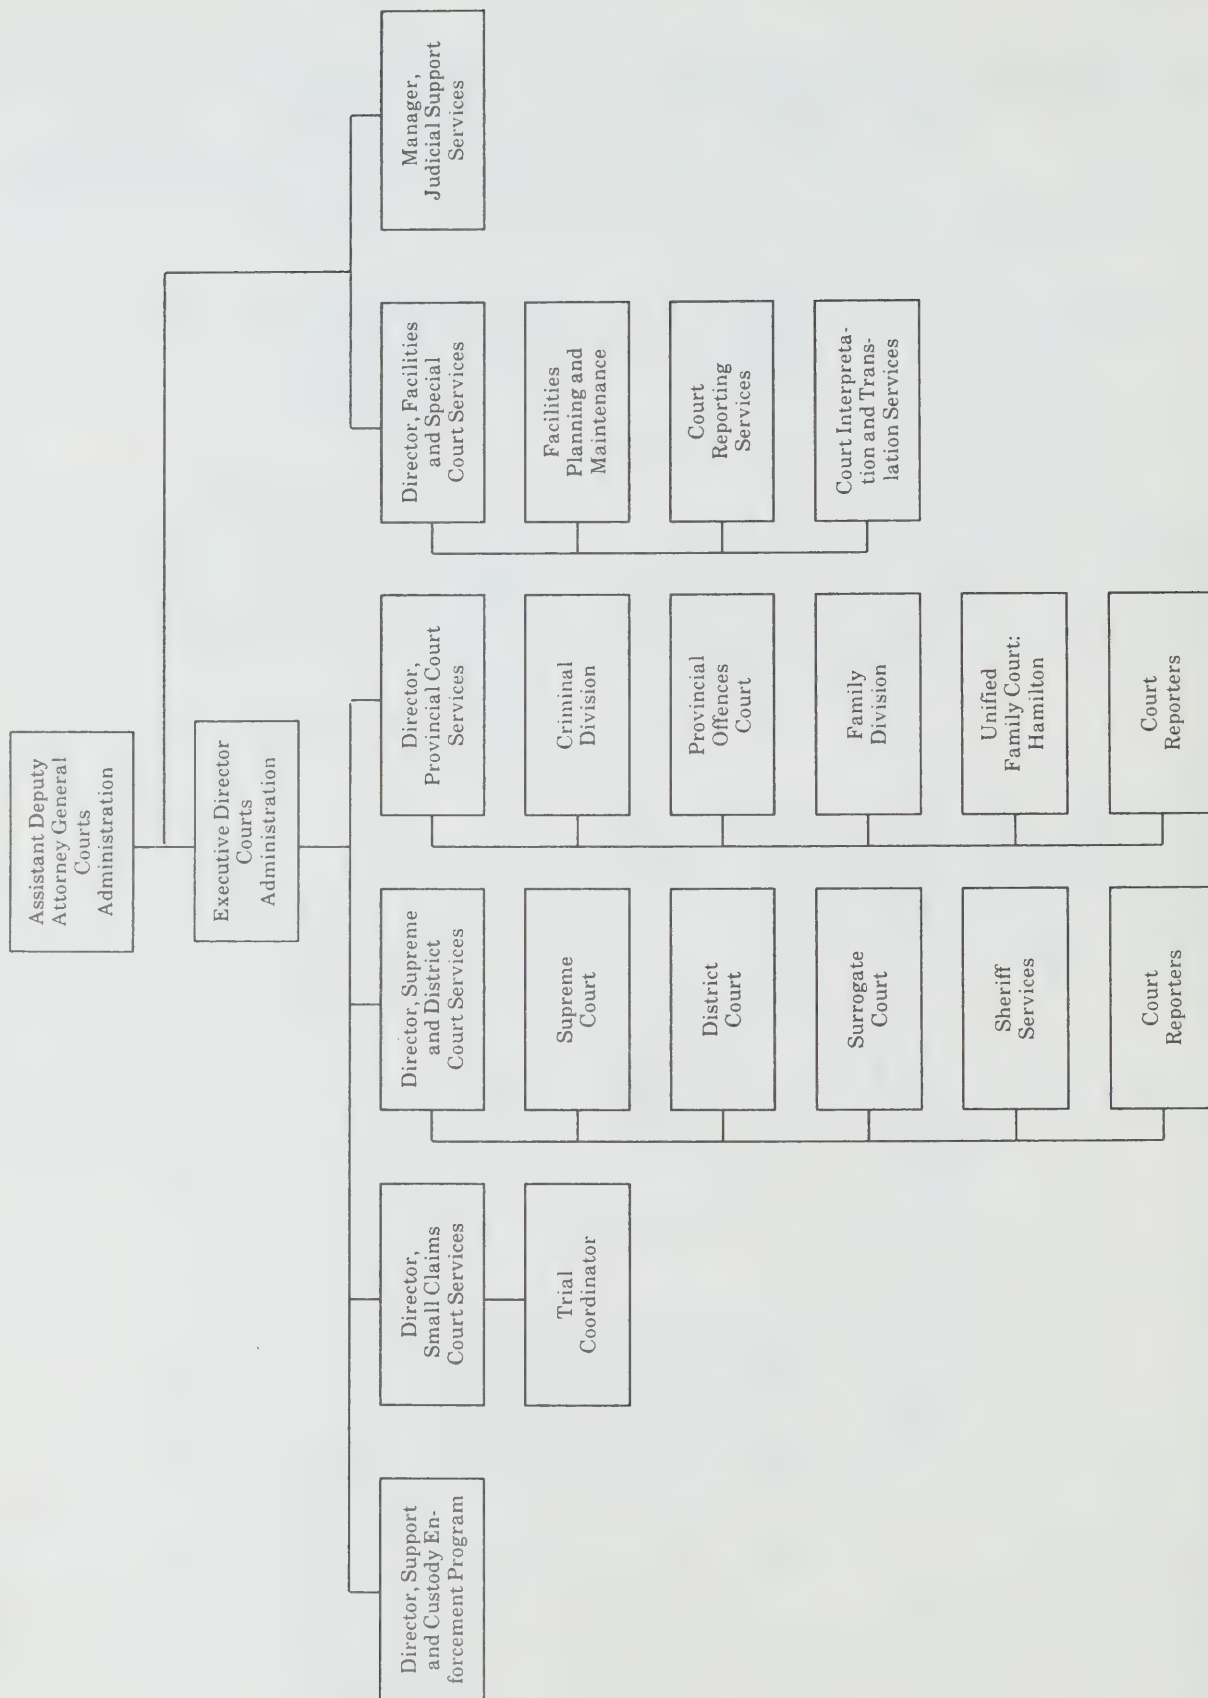 Assistant Deputy
Attorney General
Courts
Administration
Executive Director
Courts
Administration
Director, Support
and Custody En-
forcement Program
Director,
Small Claims
Court Services
Trial
Coordinator
Director, Supreme
and District
Court Services
Supreme
Court
District
Court
Surrogate
Court
Sheriff
Services
Court
Reporters
Director,
Provincial Court
Services
Criminal
Division
Provincial
Offences
Court
Family
Division
Unified
Family Court:
Hamilton
Court
Reporters
Director, Facilities
and Special
Court Services
Facilities
Planning and
Maintenance
Court
Reporting
Services
Court Interpreta-
tion and Trans-
lation Services
Manager,
Judicial Support
Services